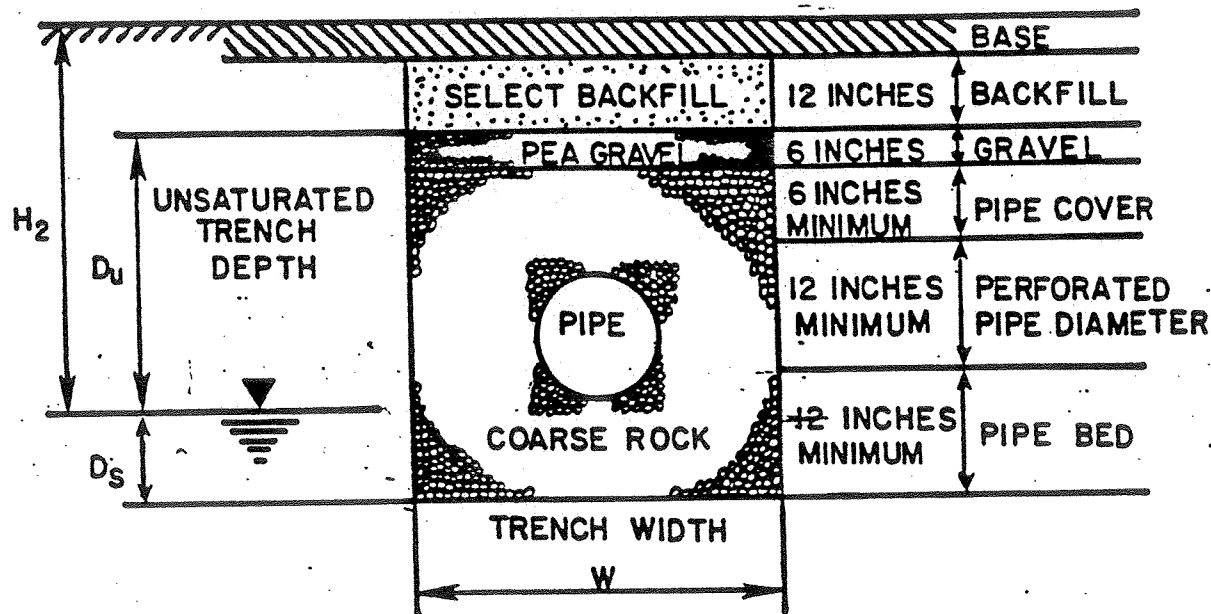 BASE
SELECT BACKFILL
12 INCHES
BACKFILL
PEA GRAVEL
6 INCHES
GRAVEL
6 INCHES
MINIMUM
PIPE COVER
H2
UNSATURATED
TRENCH
DEPTH
Du
12 INCHES
MINIMUM
PERFORATED
PIPE DIAMETER
PIPE
COARSE ROCK
12 INCHES
MINIMUM
PIPE BED
DS
TRENCH WIDTH
W